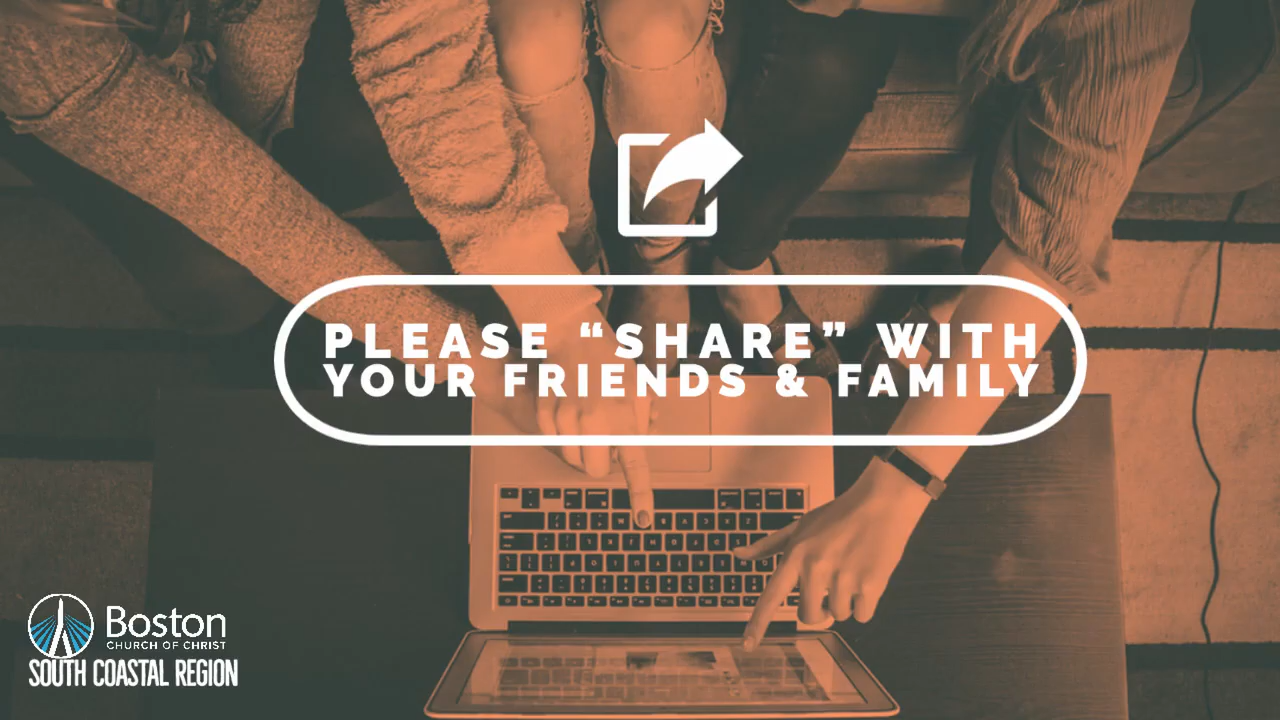 PLEASE “SHARE” WITH
YOUR FRIENDS & FAMILY
Boston
CHURCH OF CHRIST
SOUTH COASTAL REGION